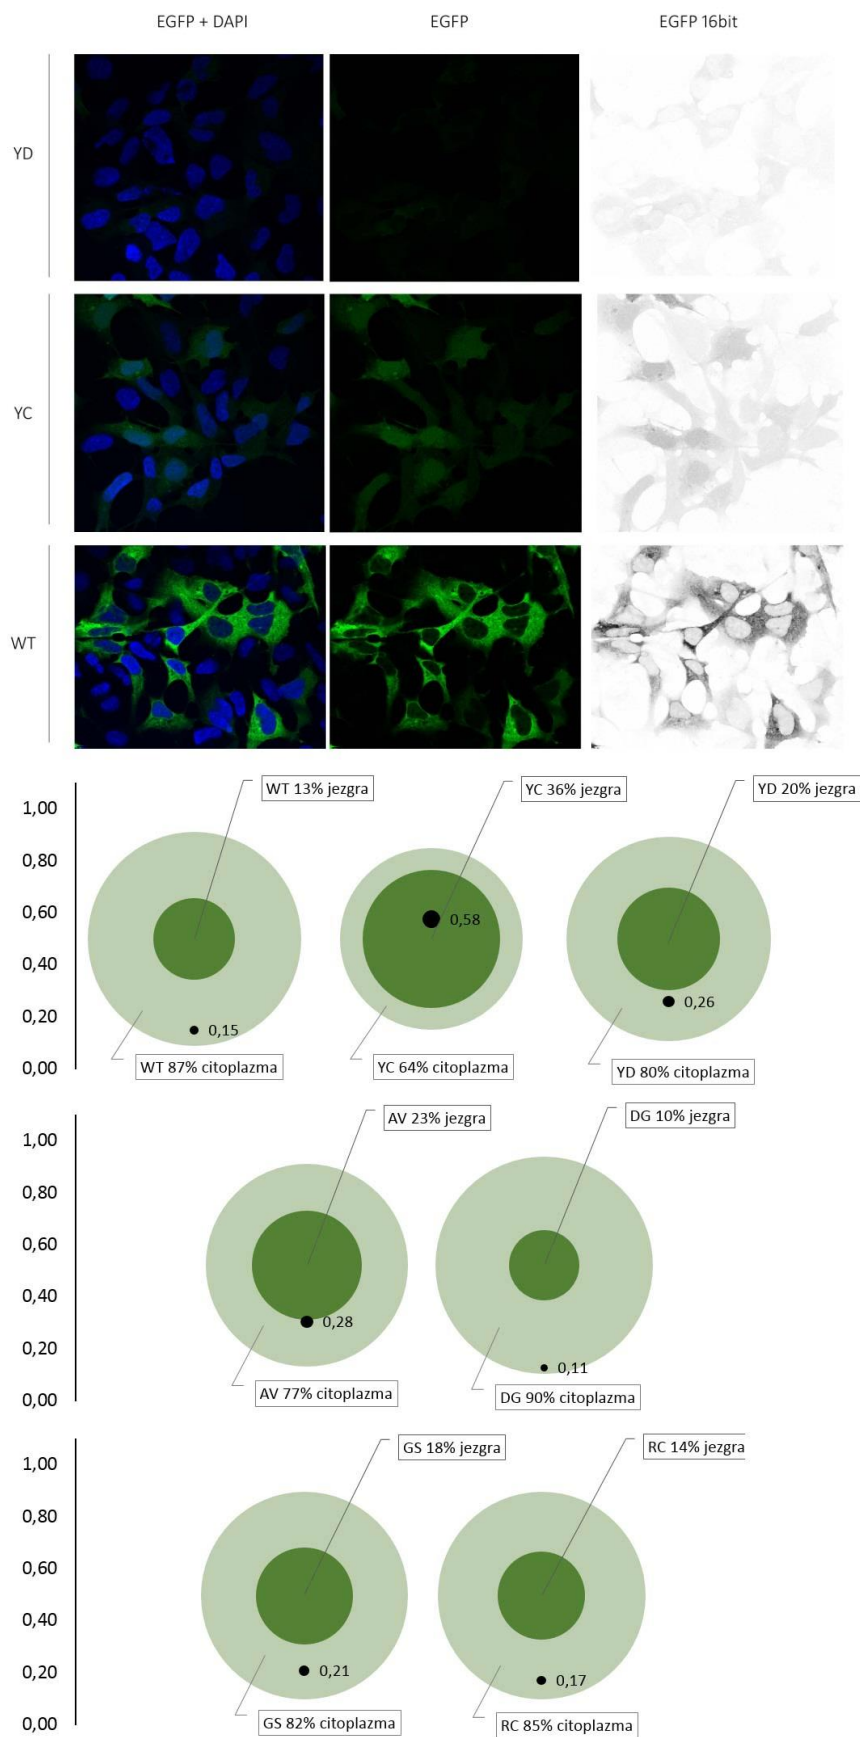 EGFP + DAPI EGFP EGFP 16bit
YD
YC
WT
WT 13% jezgra YC 36% jezgra YD 20% jezgra
1,00
0,80
0,60
0,58
0,40
0,26
0,20
0,15
0,00
WT 87% citoplazma YC 64% citoplazma YD 80% citoplazma
AV 23% jezgra DG 10% jezgra
1,00
0,80
0,60
0,40
0,28
0,20
0,11
0,00
AV 77% citoplazma DG 90% citoplazma
GS 18% jezgra RC 14% jezgra
1,00
0,80
0,60
0,40
0,20
0,21
0,17
0,00
GS 82% citoplazma RC 85% citoplazma